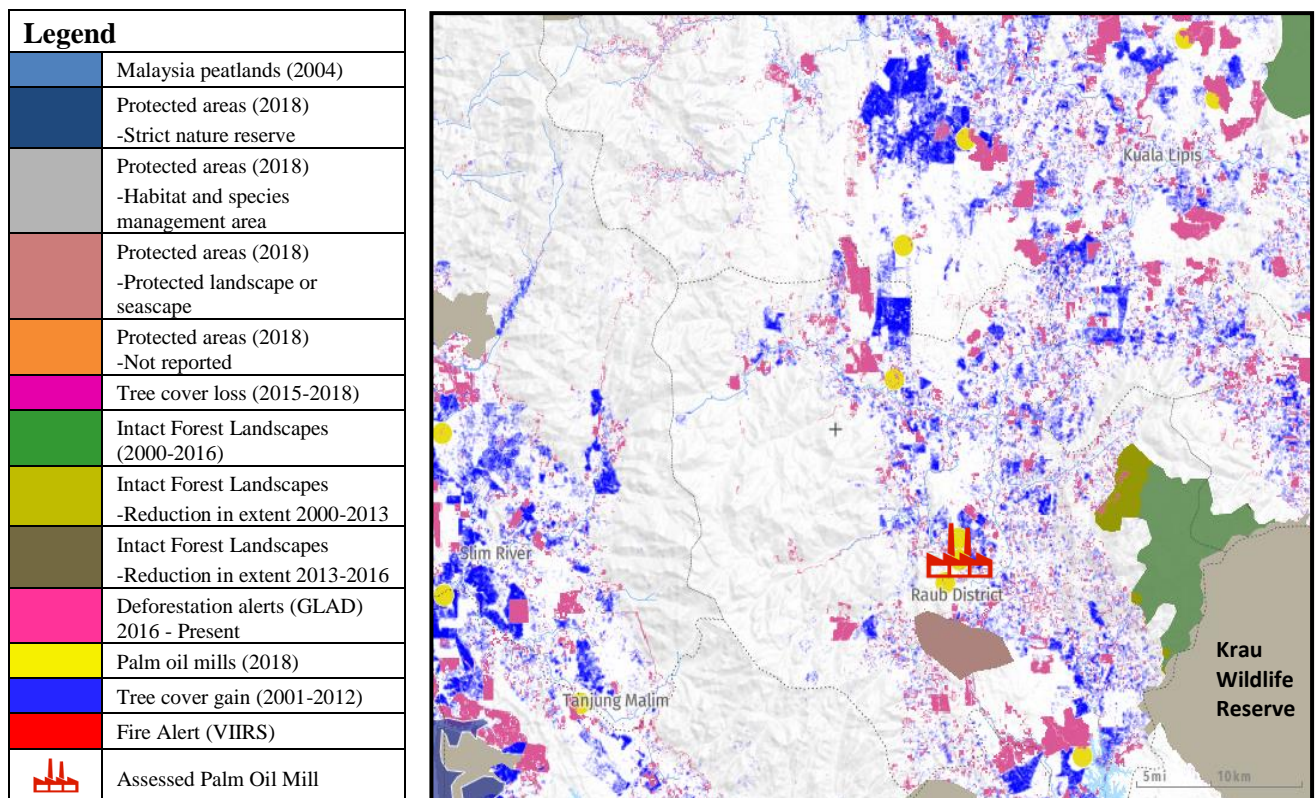 Legend
Malaysia peatlands (2004)
Protected areas (2018)
-Strict nature reserve
Protected areas (2018)
-Habitat and species
management area
Protected areas (2018)
-Protected landscape or
seascape
Protected areas (2018)
-Not reported
Tree cover loss (2015-2018)
Intact Forest Landscapes
(2000-2016)
Intact Forest Landscapes
-Reduction in extent 2000-2013
Intact Forest Landscapes
-Reduction in extent 2013-2016
Deforestation alerts (GLAD)
2016 - Present
Palm oil mills (2018)
Tree cover gain (2001-2012)
Fire Alert (VIIRS)
Assessed Palm Oil Mill
Kuala Lipis
Slim River
Raub District
Krau
Wildlife
Reserve
Tanjung Malim
5mi
10km